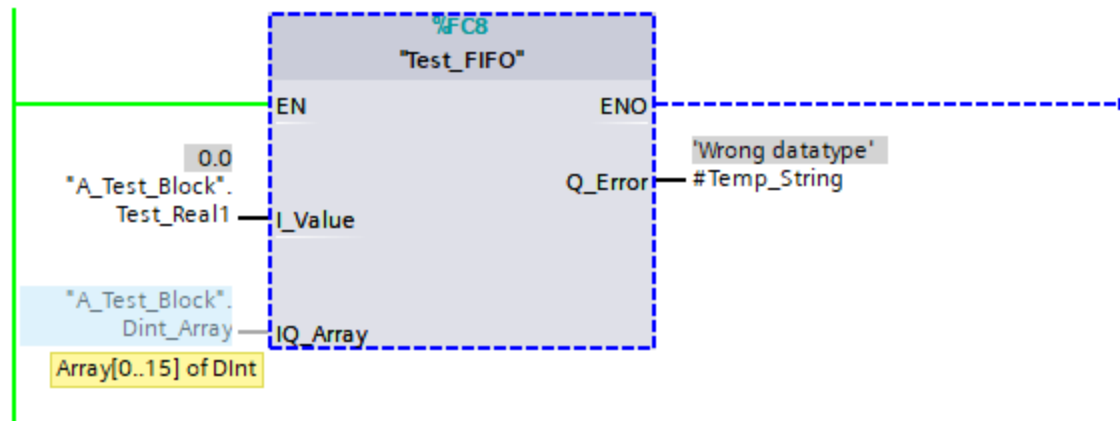 %FC8
"Test_FIFO"
EN
ENO
0.0
"A_Test_Block".
Test_Real1
I_Value
'Wrong datatype'
Q_Error
#Temp_String
"A_Test_Block".
Dint_Array
IQ_Array
Array[0..15] of DInt